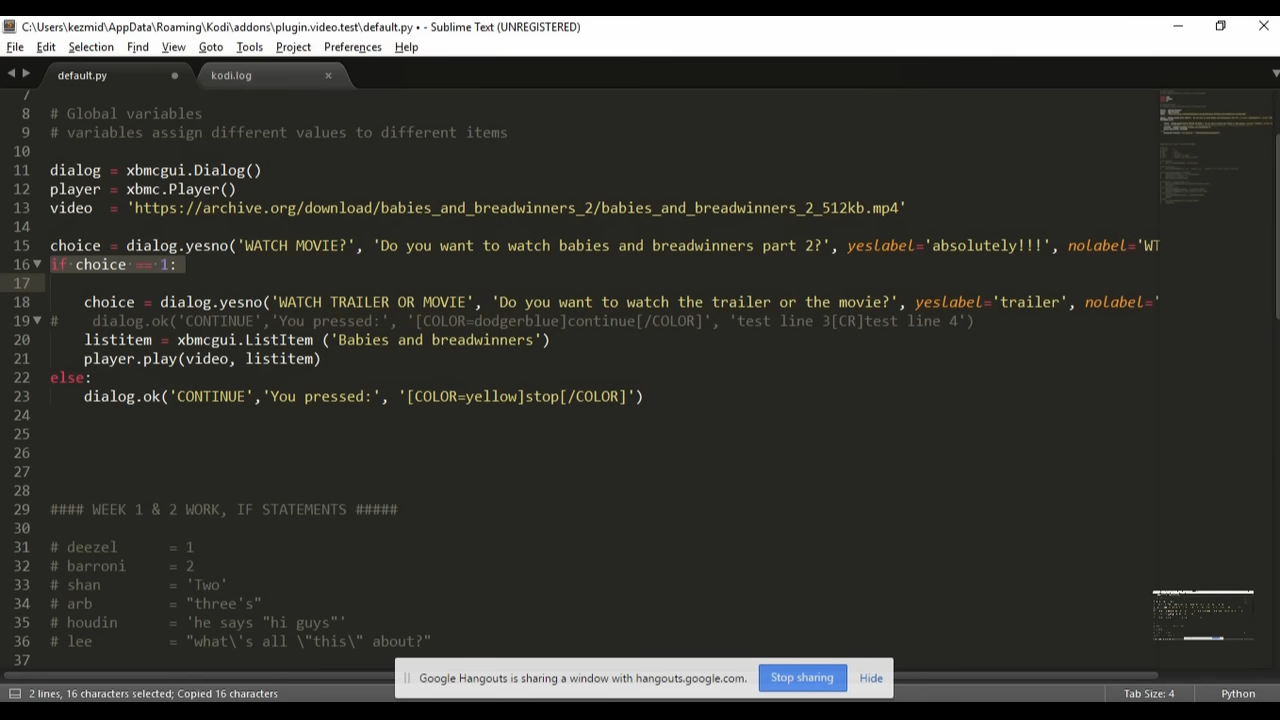 C:\Users\kezmid\AppData\Roaming\Kodi\addons\plugin.video.test\default.py • - Sublime Text (UNREGISTERED)
File Edit Selection Find View Goto Tools Project Preferences Help
default.py kodi.log
7
8 # Global variables
9 # variables assign different values to different items
10
11 dialog = xbmcgui.Dialog()
12 player = xbmc.Player()
13 video  = 'https://archive.org/download/babies_and_breadwinners_2/babies_and_breadwinners_2_512kb.mp4'
14
15 choice = dialog.yesno('WATCH MOVIE?', 'Do you want to watch babies and breadwinners part 2?', yeslabel='absolutely!!!', nolabel='WT
16 if choice == 1:
17
18     choice = dialog.yesno('WATCH TRAILER OR MOVIE', 'Do you want to watch the trailer or the movie?', yeslabel='trailer', nolabel='
19 #    dialog.ok('CONTINUE','You pressed:', '[COLOR=dodgerblue]continue[/COLOR]', 'test line 3[CR]test line 4')
20     listitem = xbmcgui.ListItem ('Babies and breadwinners')
21     player.play(video, listitem)
22 else:
23     dialog.ok('CONTINUE','You pressed:', '[COLOR=yellow]stop[/COLOR]')
24
25
26
27
28
29 #### WEEK 1 & 2 WORK, IF STATEMENTS #####
30
31 # deezel      = 1
32 # barroni     = 2
33 # shan        = 'Two'
34 # arb         = "three's"
35 # houdin      = 'he says "hi guys"'
36 # lee         = "what\'s all \"this\" about?"
37
Google Hangouts is sharing a window with hangouts.google.com. Stop sharing Hide
2 lines, 16 characters selected; Copied 16 characters Tab Size: 4 Python